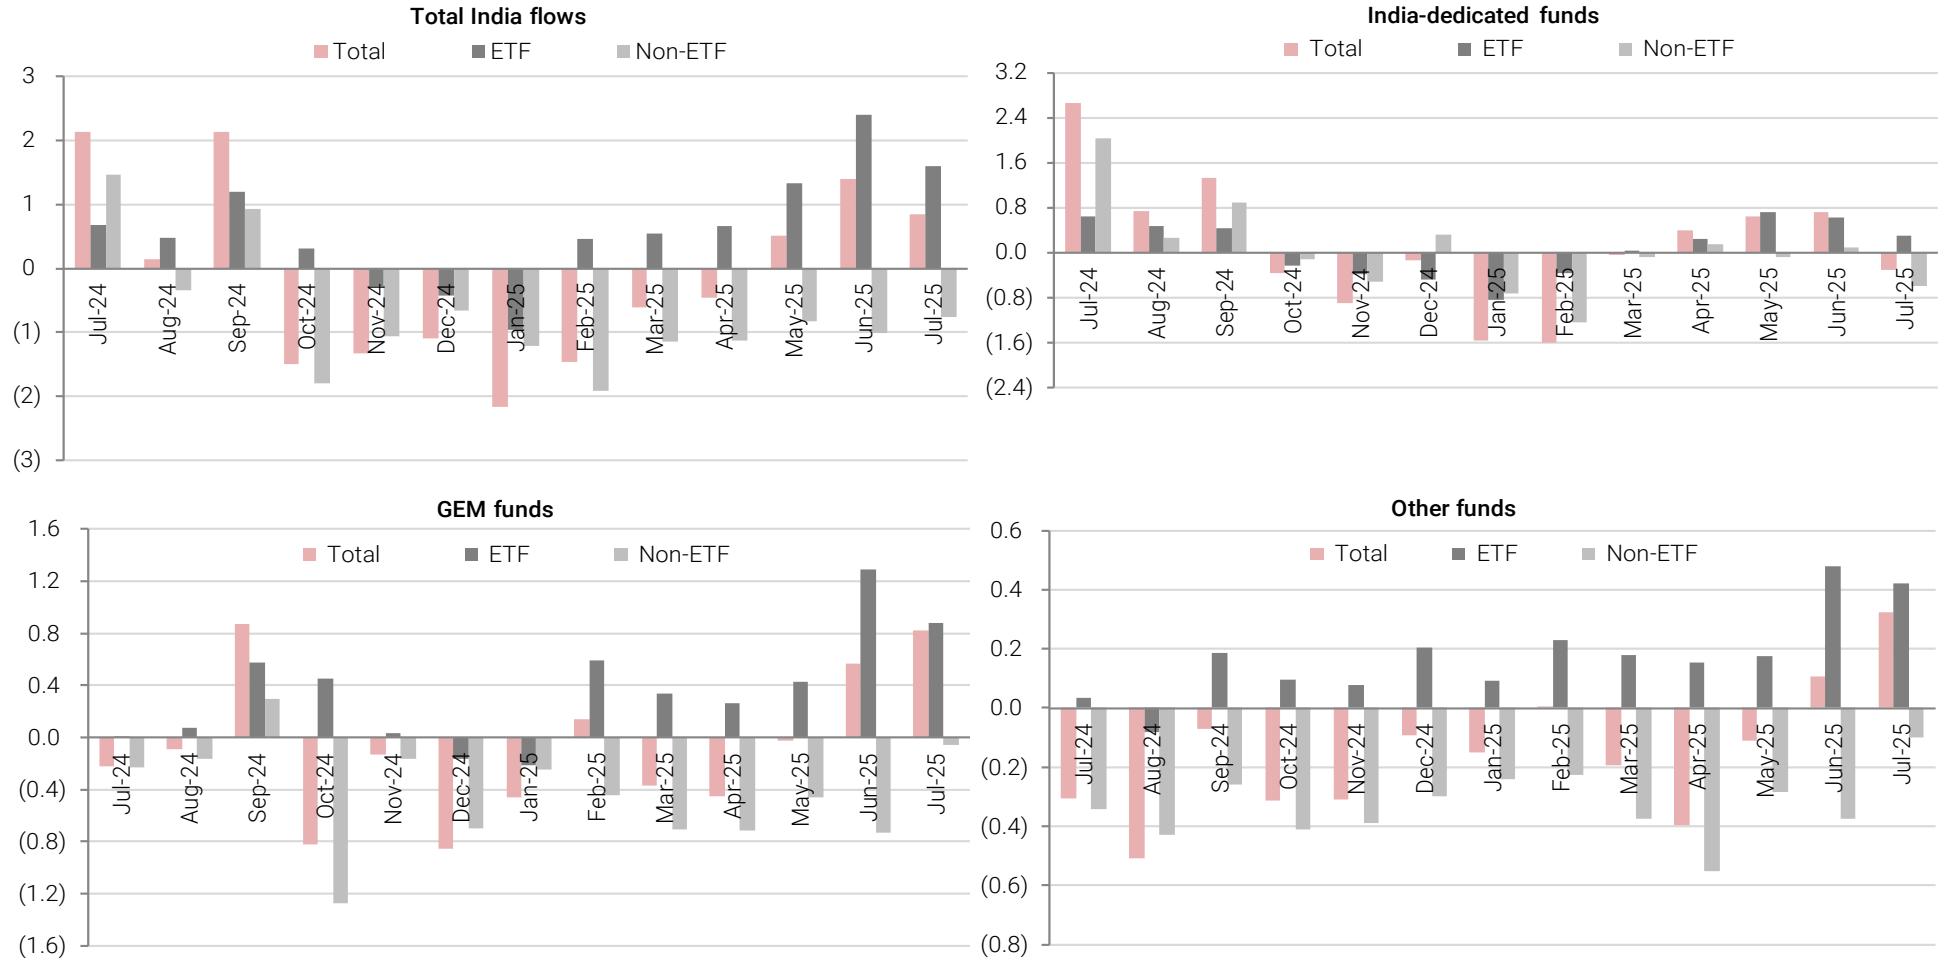 Total India flows
Total ETF Non-ETF
3
2
1
0
(1)
(2)
(3)
Jul-24 Aug-24 Sep-24 Oct-24 Nov-24 Dec-24 Jan-25 Feb-25 Mar-25 Apr-25 May-25 Jun-25 Jul-25
India-dedicated funds
Total ETF Non-ETF
3.2
2.4
1.6
0.8
0.0
(0.8)
(1.6)
(2.4)
Jul-24 Aug-24 Sep-24 Oct-24 Nov-24 Dec-24 Jan-25 Feb-25 Mar-25 Apr-25 May-25 Jun-25 Jul-25
GEM funds
Total ETF Non-ETF
1.6
1.2
0.8
0.4
0.0
(0.4)
(0.8)
(1.2)
(1.6)
Jul-24 Aug-24 Sep-24 Oct-24 Nov-24 Dec-24 Jan-25 Feb-25 Mar-25 Apr-25 May-25 Jun-25 Jul-25
Other funds
Total ETF Non-ETF
0.6
0.4
0.2
0.0
(0.2)
(0.4)
(0.6)
(0.8)
Jul-24 Aug-24 Sep-24 Oct-24 Nov-24 Dec-24 Jan-25 Feb-25 Mar-25 Apr-25 May-25 Jun-25 Jul-25